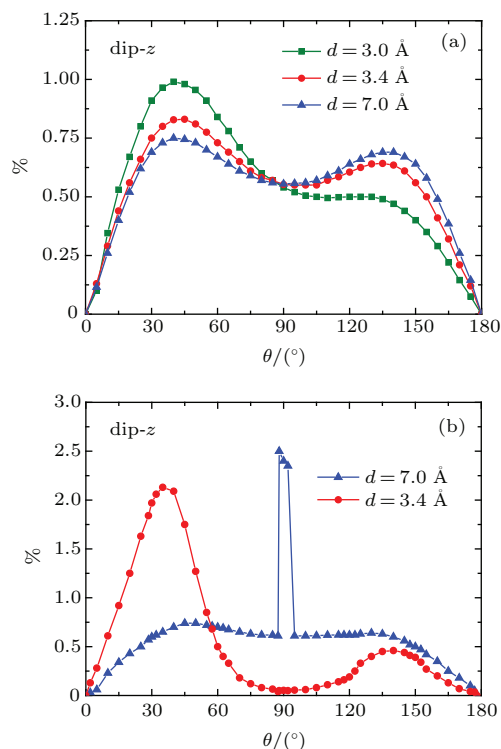 1.25
dip-z
(a)
d = 3.0 Å
d = 3.4 Å
d = 7.0 Å
1.00
0.75
%
0.50
0.25
0
0 30 60 90 120 150 180
θ/(°)
3.0
dip-z
(b)
2.5
d = 7.0 Å
d = 3.4 Å
2.0
%
1.5
1.0
0.5
0
0 30 60 90 120 150 180
θ/(°)